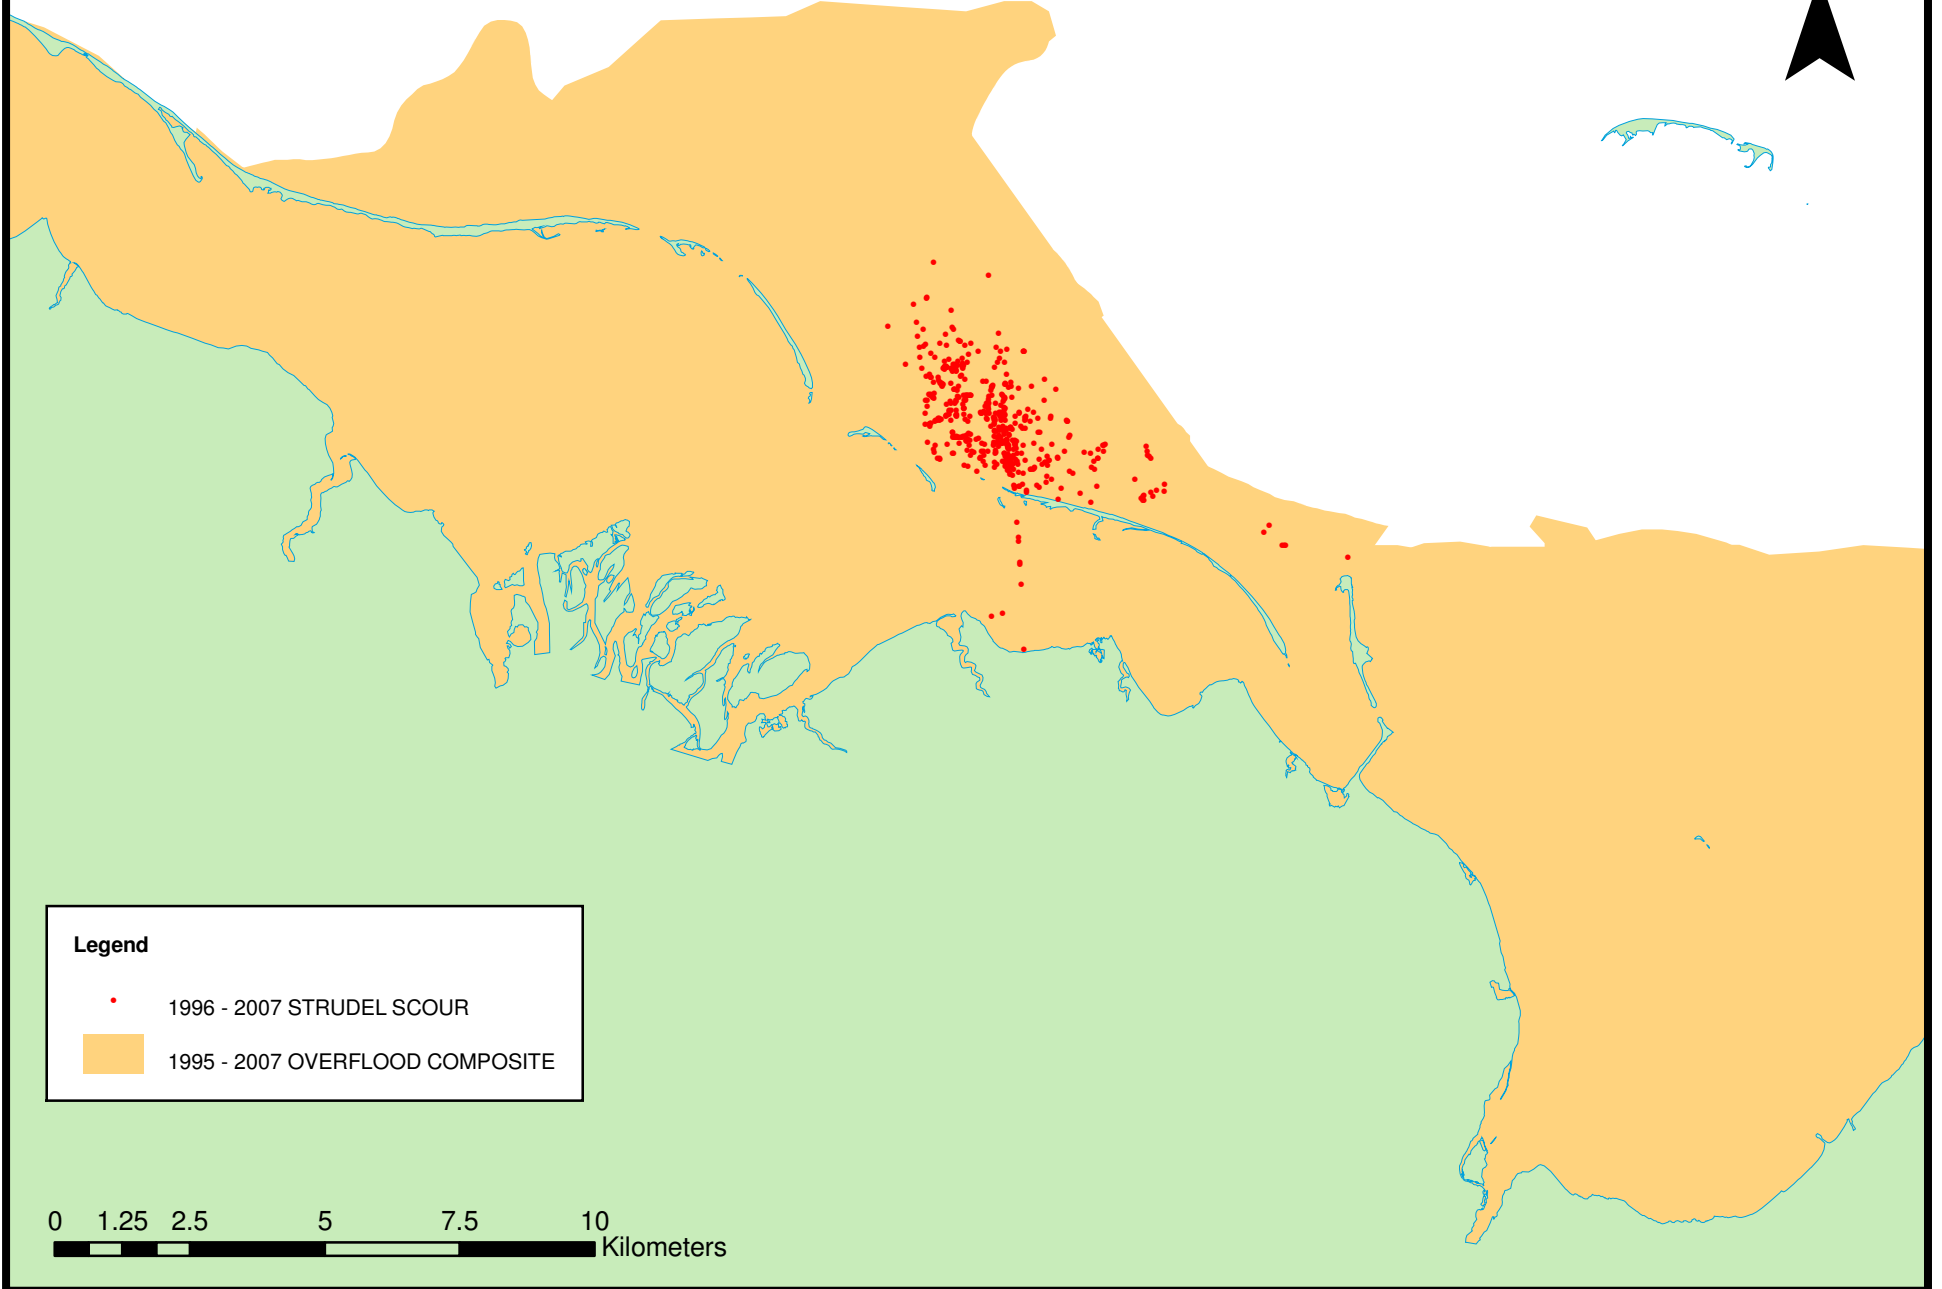 Legend
1996 - 2007 STRUDEL SCOUR
1995 - 2007 OVERFLOOD COMPOSITE
0 1.25 2.5 5 7.5 10
Kilometers